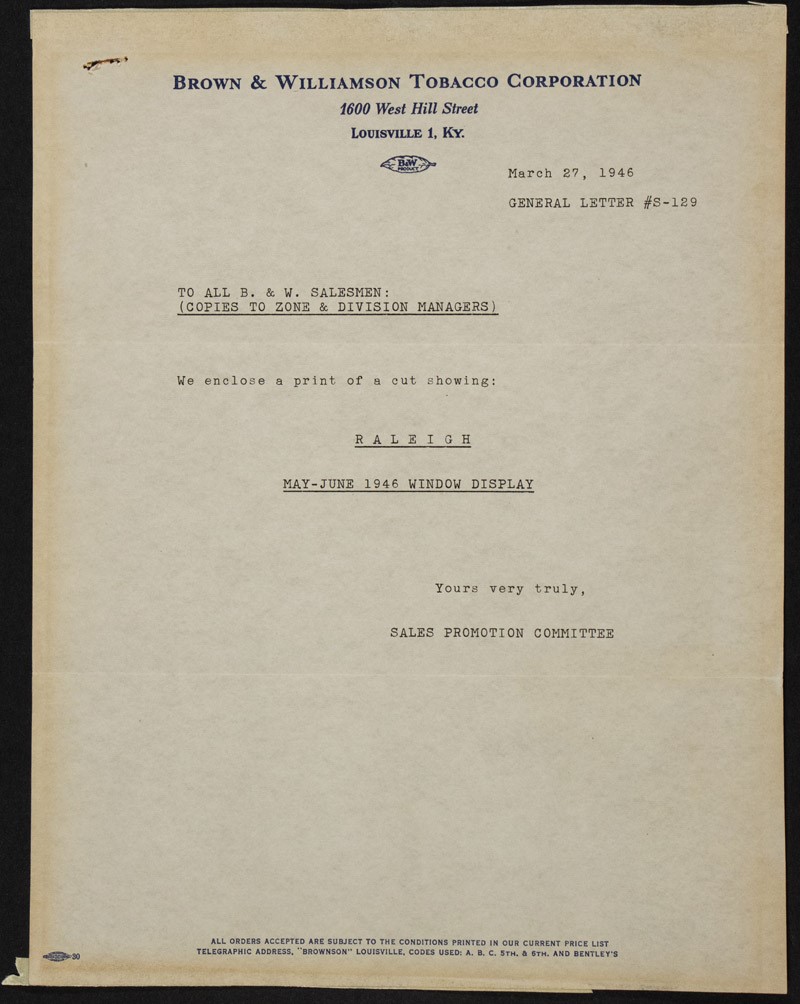 BROWN & WILLIAMSON TOBACCO CORPORATION
1600 West Hill Street
LOUISVILLE 1, KY.
B&W
PRODUCT
March 27, 1946
GENERAL LETTER #S-129
TO ALL B. & W. SALESMEN:
(COPIES TO ZONE & DIVISION MANAGERS)
We enclose a print of a cut showing:
R A L E I G H
MAY-JUNE 1946 WINDOW DISPLAY
Yours very truly,
SALES PROMOTION COMMITTEE
ALL ORDERS ACCEPTED ARE SUBJECT TO THE CONDITIONS PRINTED IN OUR CURRENT PRICE LIST
TELEGRAPHIC ADDRESS, "BROWNSON" LOUISVILLE, CODES USED: A. B. C. 5TH. & 6TH. AND BENTLEY'S
30